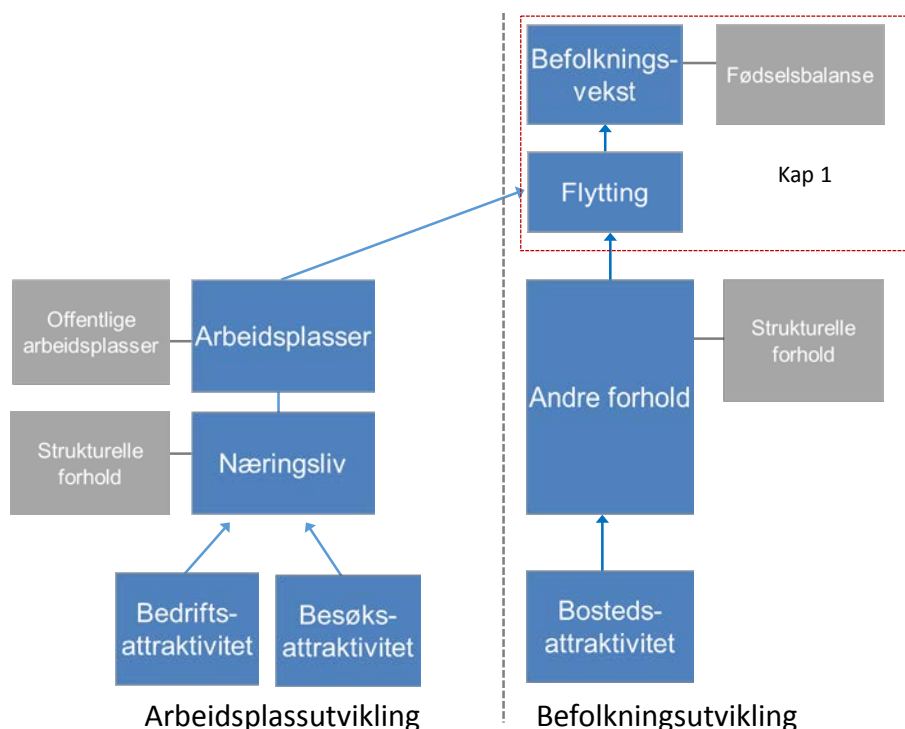 Befolknings-
vekst
Fødselsbalanse
Kap 1
Flytting
Offentlige
arbeidsplasser
Arbeidsplasser
Strukturelle
forhold
Andre forhold
Strukturelle
forhold
Næringsliv
Bedrifts-
attraktivitet
Besøks-
attraktivitet
Bosteds-
attraktivitet
Arbeidsplassutvikling
Befolkningsutvikling